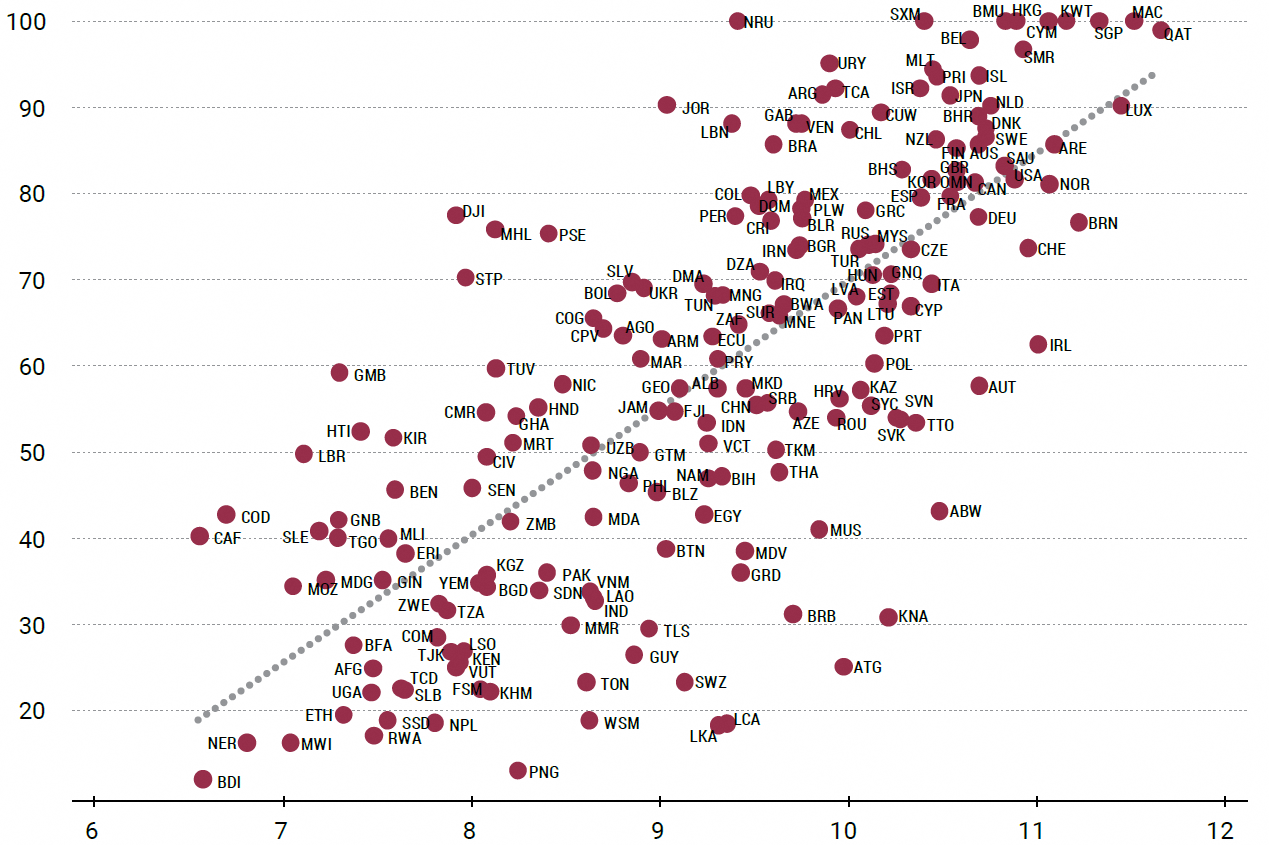 100
NRU
SXM
BMU
HKG
KWT
MAC
SGP
QAT
CYM
BEL
SMR
URY
MLT
PRI
ISL
ARG
TCA
ISR
JPN
NLD
90
JOR
LUX
CUW
BHR
LBN
GAB
VEN
CHL
DNK
BRA
NZL
SWE
ARE
FIN
AUS
SAU
BHS
GBR
USA
KOR
OMN
NOR
80
COL
LBY
MEX
ESP
CAN
DOM
FRA
DJI
PER
PLW
GRC
DEU
BRN
MHL
PSE
CRI
BLR
RUS
MYS
IRN
BGR
TUR
CZE
CHE
70
STP
SLV
DZA
HUN
GNQ
BOL
UKR
DMA
IRQ
LVA
EST
ITA
TUN
MNG
BWA
COG
CPV
AGO
ZAF
SUR
MNE
PAN
LTU
CYP
ARM
ECU
PRT
IRL
60
MAR
PRY
POL
GMB
TUV
NIC
GEO
ALB
MKD
HRV
KAZ
AUT
CMR
HND
JAM
FJI
CHN
SRB
SYC
SVN
GHA
IDN
AZE
ROU
SVK
TTO
HTI
KIR
MRT
UZB
VCT
50
LBR
CIV
GTM
TKM
NGA
NAM
BIH
THA
BEN
SEN
PHL
BLZ
COD
GNB
ZMB
MDA
EGY
MUS
ABW
40
CAF
SLE
TGO
MLI
ERI
BTN
MDV
MOZ
MDG
GIN
YEM
KGZ
BGD
PAK
SDN
VNM
LAO
IND
GRD
ZWE
TZA
BRB
KNA
30
COM
MMR
TLS
BFA
TJK
LSO
KEN
GUY
AFG
VUT
ATG
UGA
TCD
SLB
FSM
KHM
TON
SWZ
20
ETH
SSD
NPL
WSM
LCA
NER
MWI
RWA
LKA
BDI
PNG
6 7 8 9 10 11 12